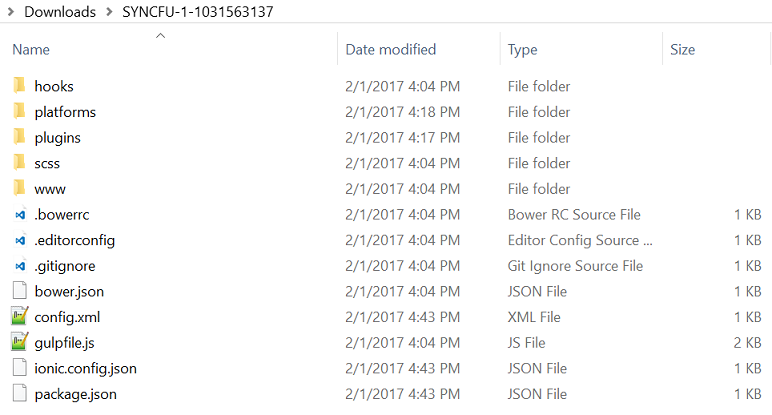 Downloads > SYNCFU-1-1031563137
Name Date modified Type Size
hooks 2/1/2017 4:04 PM File folder
platforms 2/1/2017 4:18 PM File folder
plugins 2/1/2017 4:17 PM File folder
scss 2/1/2017 4:04 PM File folder
www 2/1/2017 4:04 PM File folder
.bowerrc 2/1/2017 4:04 PM Bower RC Source File 1 KB
.editorconfig 2/1/2017 4:04 PM Editor Config Source ... 1 KB
.gitignore 2/1/2017 4:04 PM Git Ignore Source File 1 KB
bower.json 2/1/2017 4:04 PM JSON File 1 KB
config.xml 2/1/2017 4:43 PM XML File 1 KB
gulpfile.js 2/1/2017 4:04 PM JS File 2 KB
ionic.config.json 2/1/2017 4:43 PM JSON File 1 KB
package.json 2/1/2017 4:43 PM JSON File 1 KB